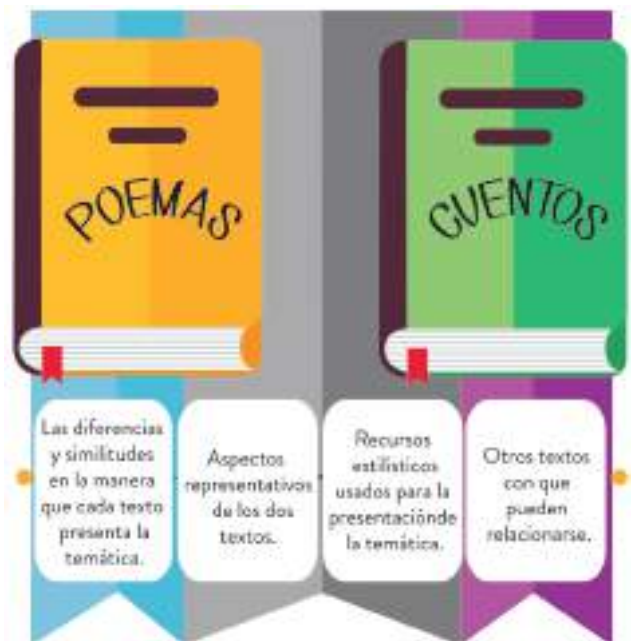 POEMAS
CUENTOS
Las diferencias
y similitudes
en la manera
que cada texto
presenta la
temática.
Aspectos
representativos
de los dos
textos.
Recursos
estilísticos
usados para la
presentaciónde
la temática.
Otros textos
con que
pueden
relacionarse.